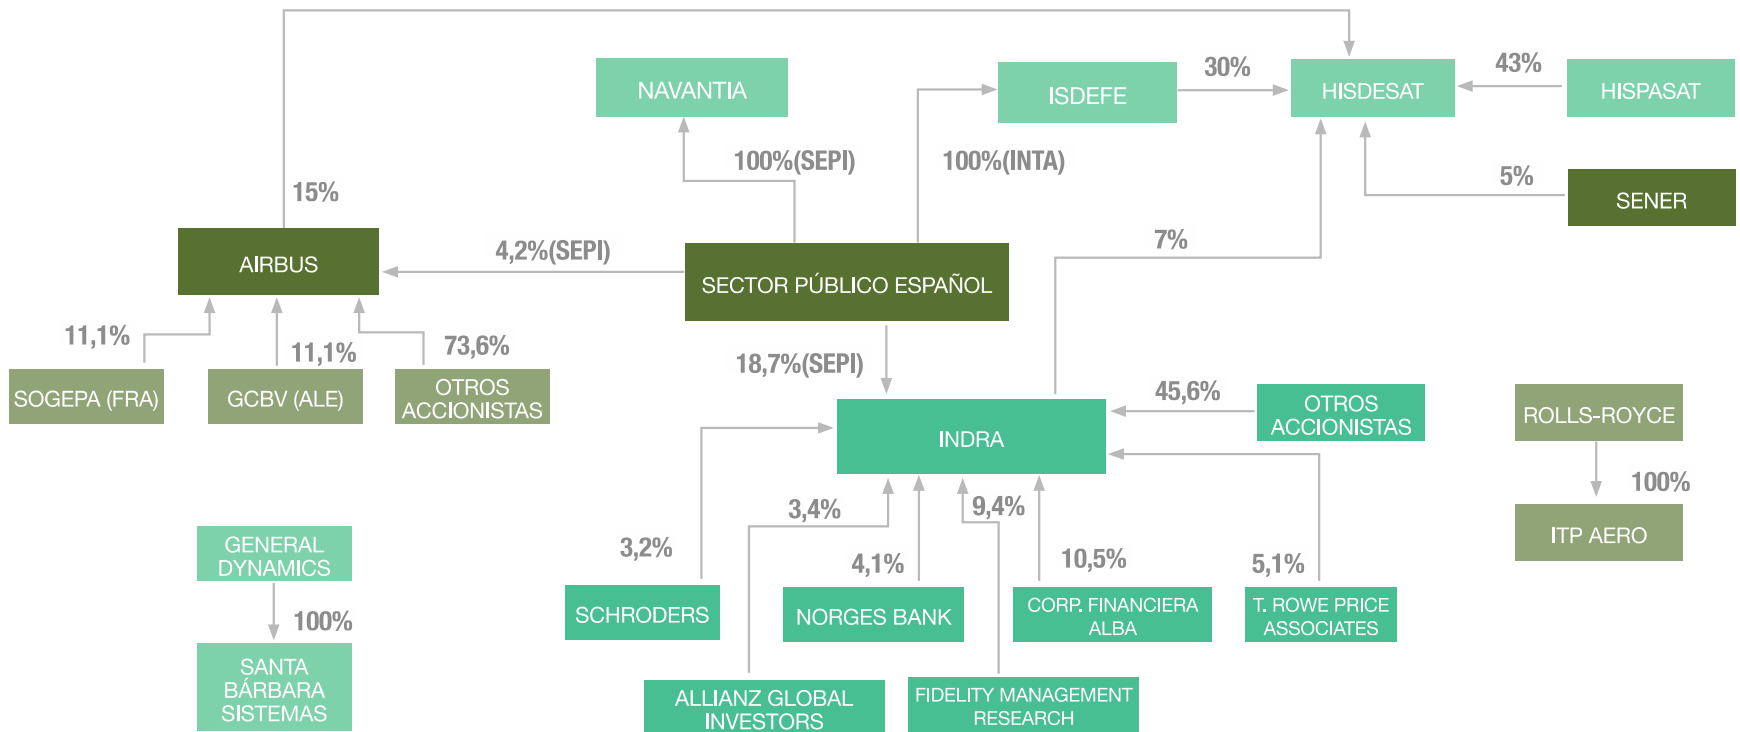 NAVANTIA
ISDEFE
30%
HISDESAT
43%
HISPASAT
100%(SEPI)
100%(INTA)
15%
5%
SENER
AIRBUS
4,2%(SEPI)
SECTOR PÚBLICO ESPAÑOL
7%
11,1%
11,1%
73,6%
18,7%(SEPI)
SOGEPA (FRA)
GCBV (ALE)
OTROS
ACCIONISTAS
INDRA
45,6%
OTROS
ACCIONISTAS
ROLLS-ROYCE
100%
ITP AERO
GENERAL
DYNAMICS
100%
SANTA
BÁRBARA
SISTEMAS
3,2%
3,4%
4,1%
9,4%
10,5%
5,1%
SCHRODERS
NORGES BANK
CORP. FINANCIERA
ALBA
T. ROWE PRICE
ASSOCIATES
ALLIANZ GLOBAL
INVESTORS
FIDELITY MANAGEMENT
RESEARCH